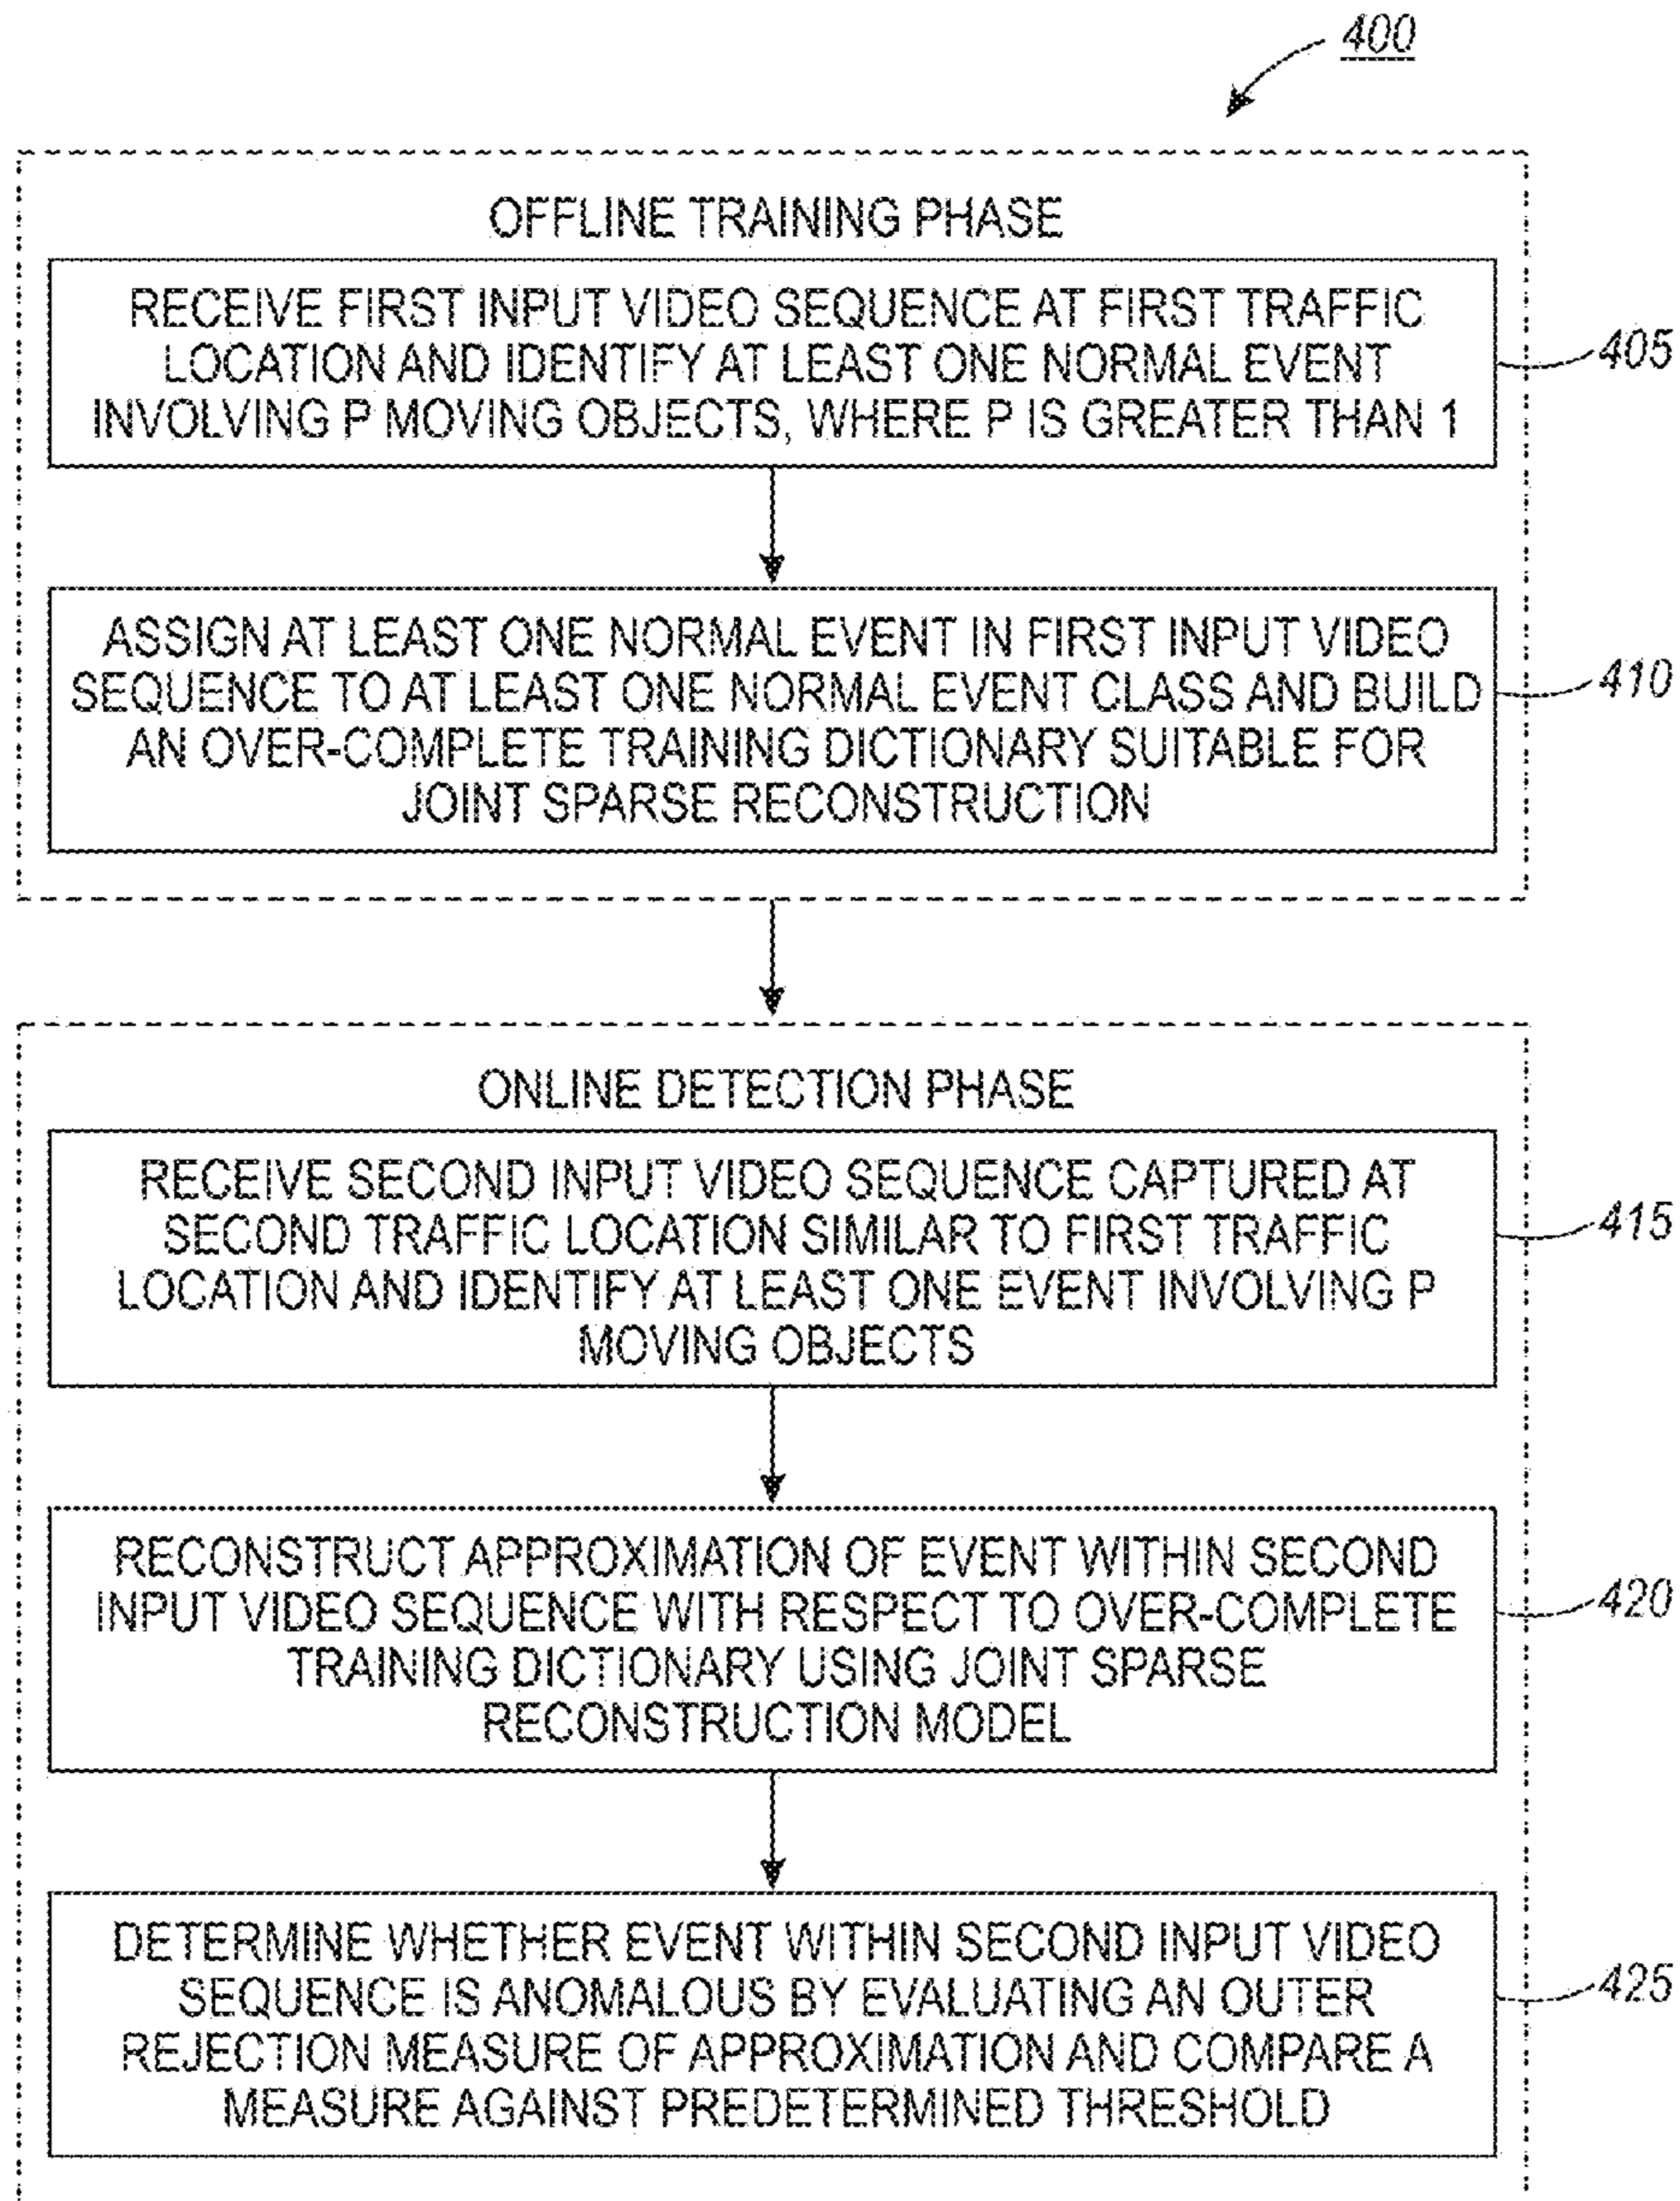 400
OFFLINE TRAINING PHASE
RECEIVE FIRST INPUT VIDEO SEQUENCE AT FIRST TRAFFIC
LOCATION AND IDENTIFY AT LEAST ONE NORMAL EVENT
INVOLVING P MOVING OBJECTS, WHERE P IS GREATER THAN 1
405
ASSIGN AT LEAST ONE NORMAL EVENT IN FIRST INPUT VIDEO
SEQUENCE TO AT LEAST ONE NORMAL EVENT CLASS AND BUILD
AN OVER-COMPLETE TRAINING DICTIONARY SUITABLE FOR
JOINT SPARSE RECONSTRUCTION
410
ONLINE DETECTION PHASE
RECEIVE SECOND INPUT VIDEO SEQUENCE CAPTURED AT
SECOND TRAFFIC LOCATION SIMILAR TO FIRST TRAFFIC
LOCATION AND IDENTIFY AT LEAST ONE EVENT INVOLVING P
MOVING OBJECTS
415
RECONSTRUCT APPROXIMATION OF EVENT WITHIN SECOND
INPUT VIDEO SEQUENCE WITH RESPECT TO OVER-COMPLETE
TRAINING DICTIONARY USING JOINT SPARSE
RECONSTRUCTION MODEL
420
DETERMINE WHETHER EVENT WITHIN SECOND INPUT VIDEO
SEQUENCE IS ANOMALOUS BY EVALUATING AN OUTER
REJECTION MEASURE OF APPROXIMATION AND COMPARE A
MEASURE AGAINST PREDETERMINED THRESHOLD
425